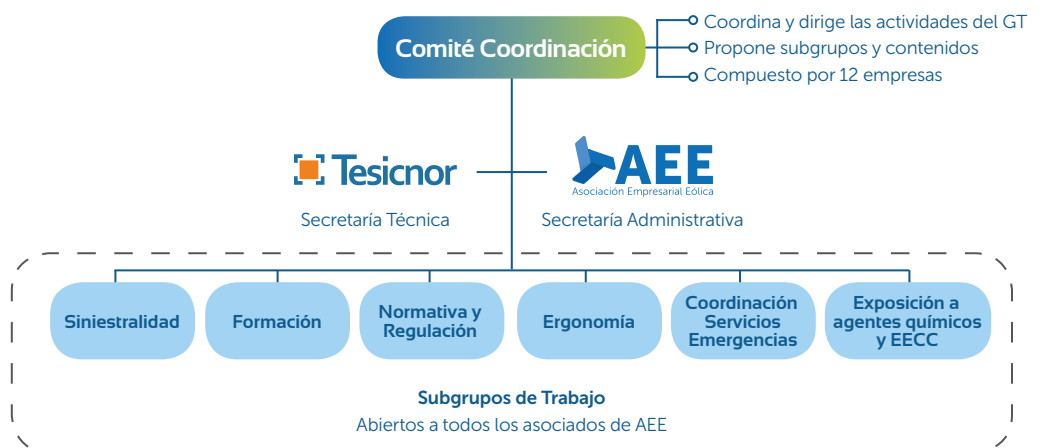 Comité Coordinación
Coordina y dirige las actividades del GT
Propone subgrupos y contenidos
Compuesto por 12 empresas
Tesicnor
Secretaría Técnica
AEE
Asociación Empresarial Eólica
Secretaría Administrativa
Siniestralidad
Formación
Normativa y
Regulación
Ergonomía
Coordinación
Servicios
Emergencias
Exposición a
agentes químicos
y EECC
Subgrupos de Trabajo
Abiertos a todos los asociados de AEE